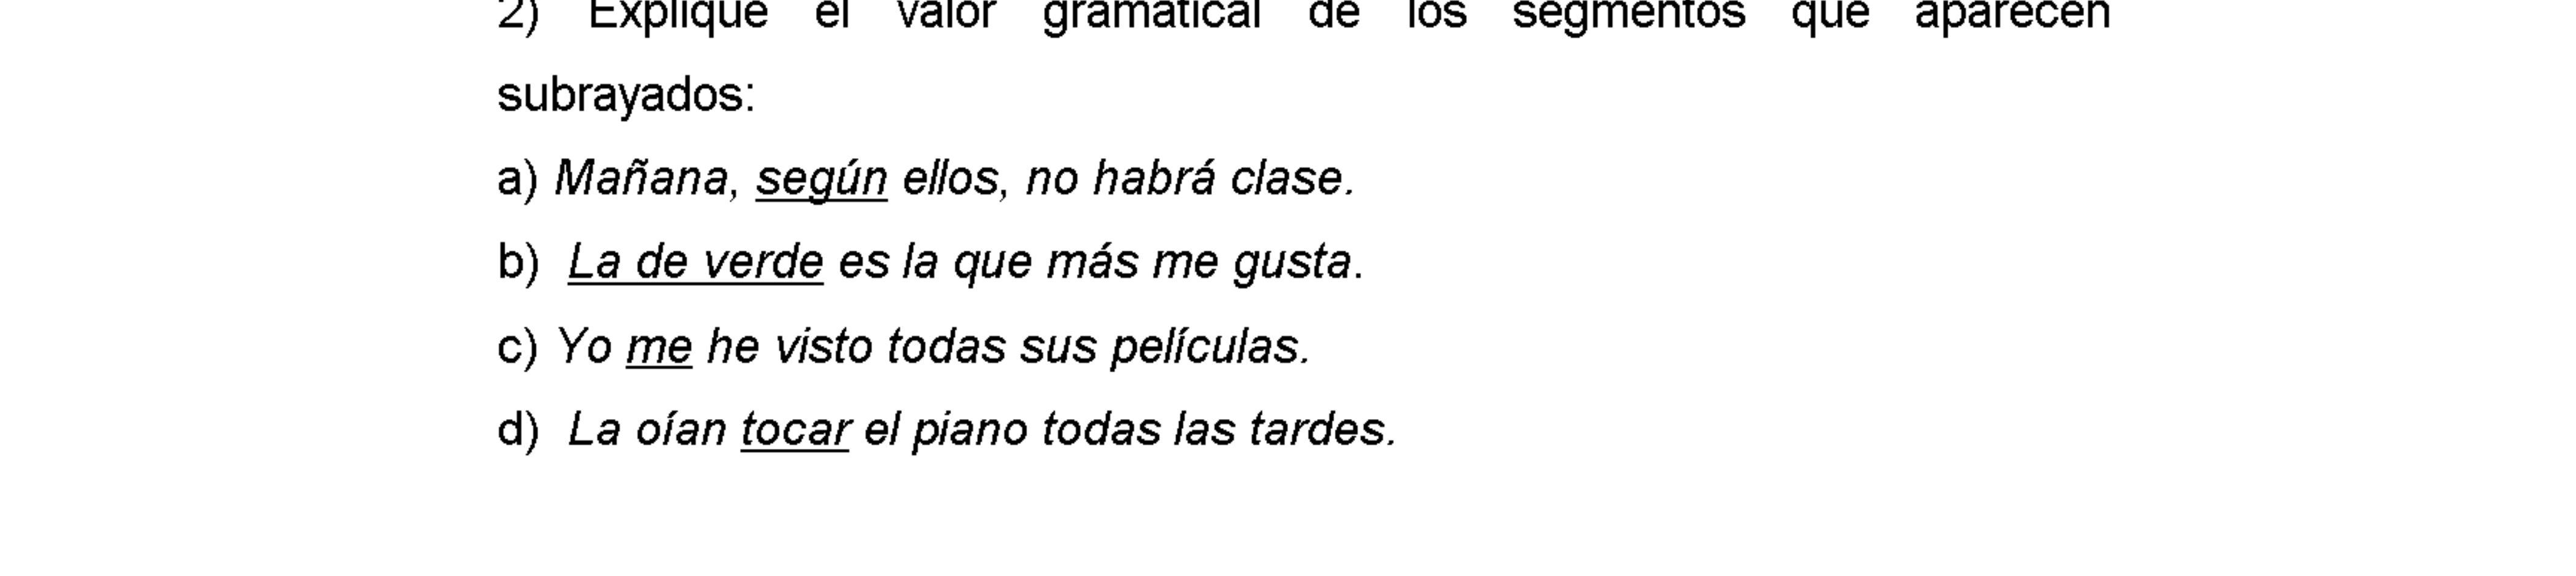 2) Explique el valor gramatical de los segmentos que aparecen
subrayados:
a) Mañana, según ellos, no habrá clase.
b) La de verde es la que más me gusta.
c) Yo me he visto todas sus películas.
d) La oían tocar el piano todas las tardes.